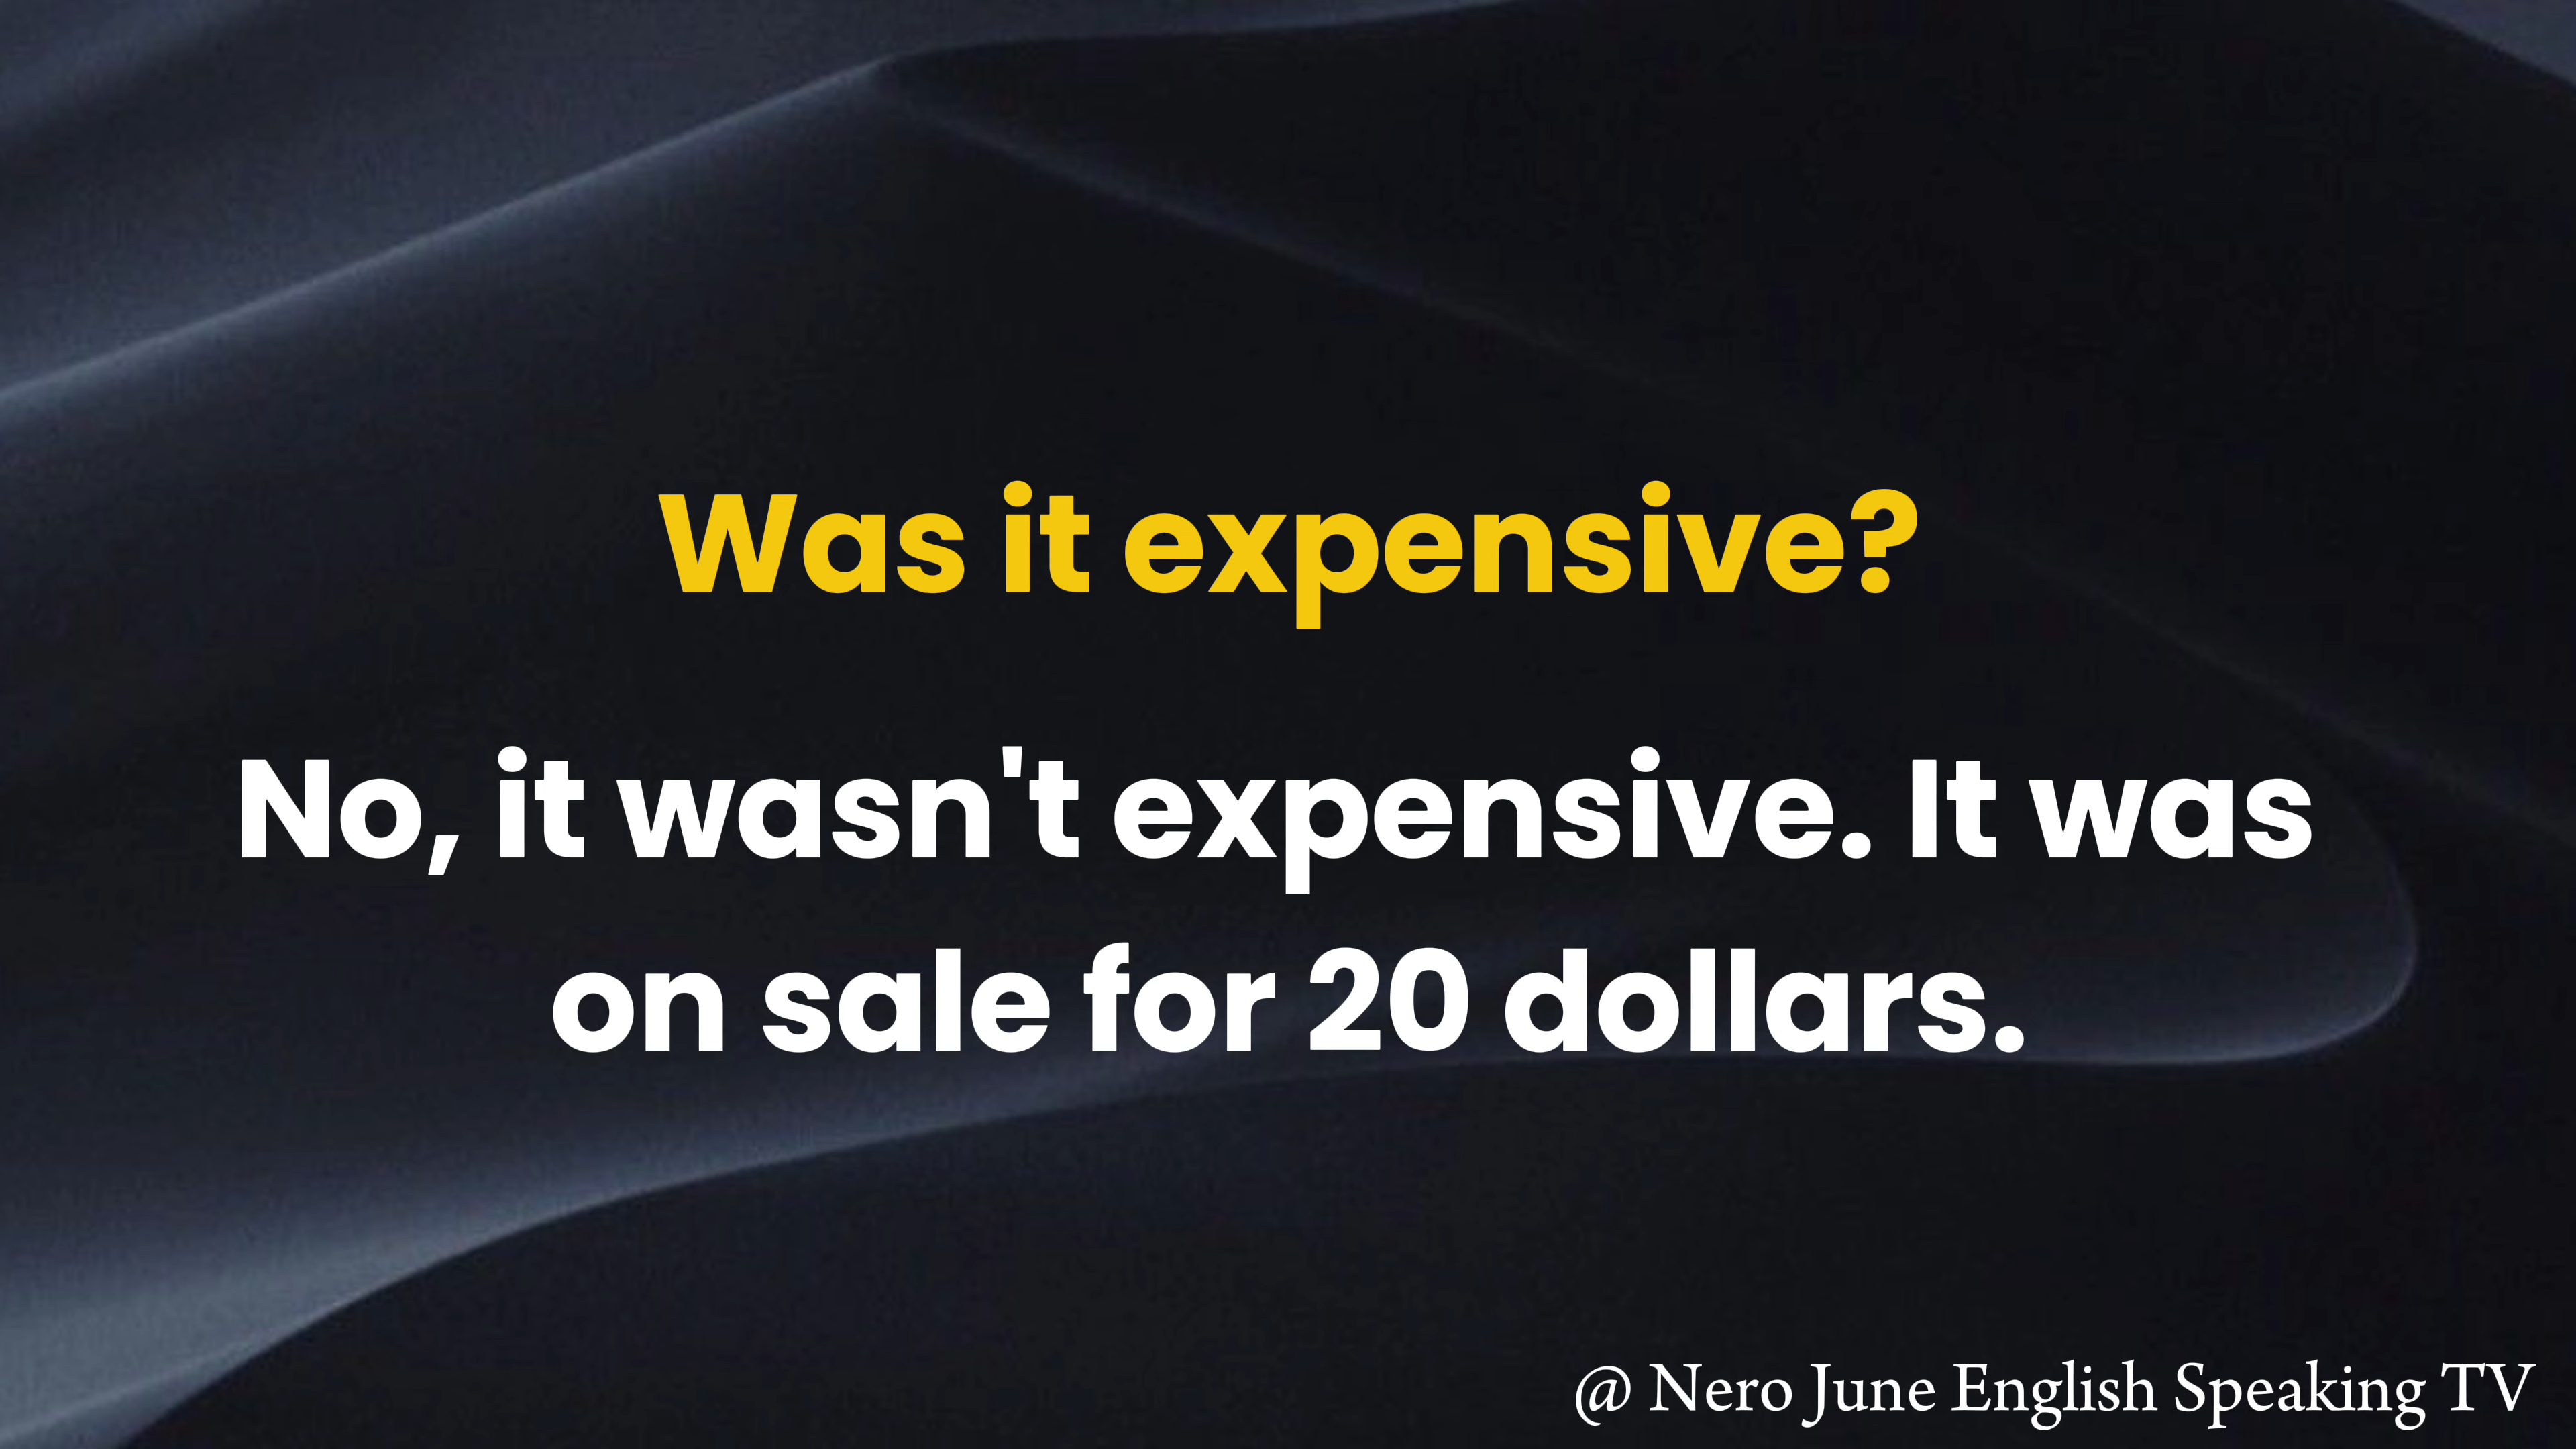 Was it expensive?
No, it wasn't expensive. It was
on sale for 20 dollars.
@ Nero June English Speaking TV